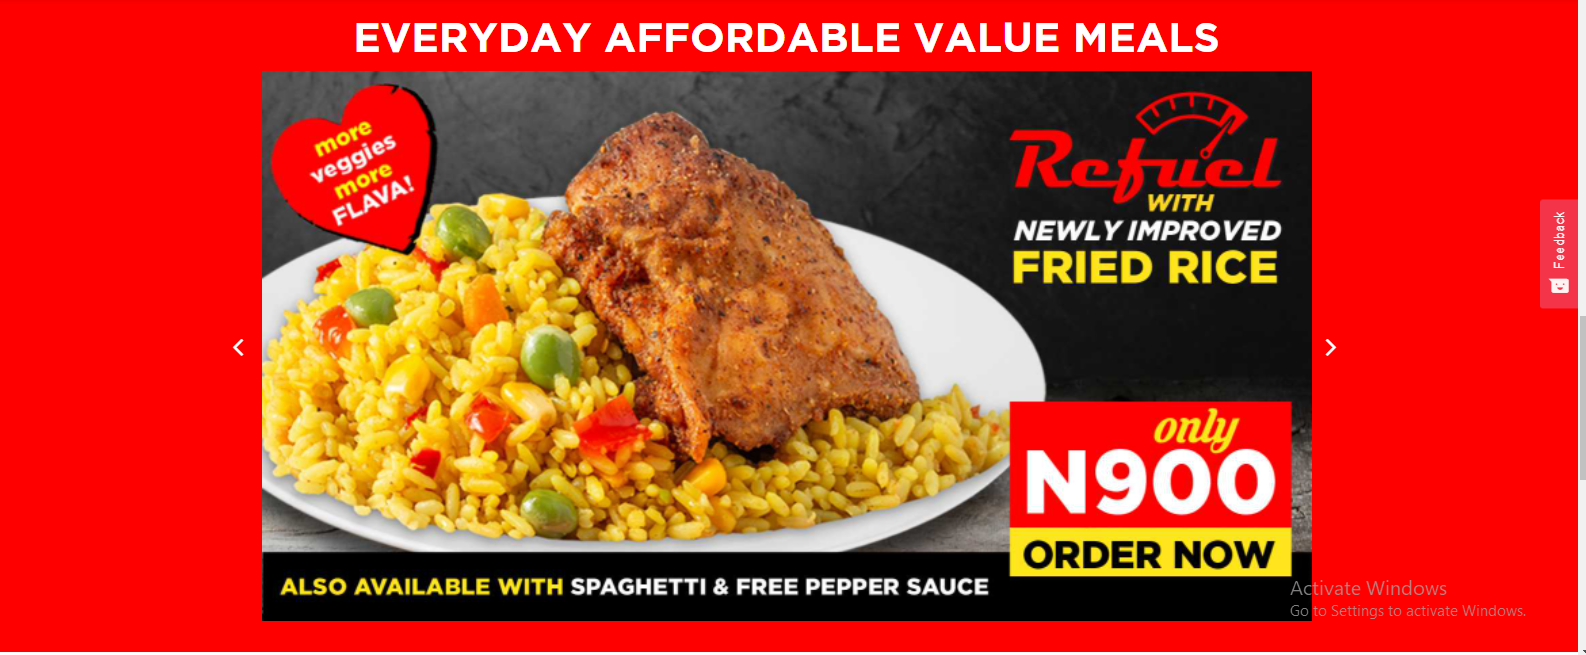 EVERYDAY AFFORDABLE VALUE MEALS
more
veggies
more
FLAVA!
Refuel
WITH
NEWLY IMPROVED
FRIED RICE
Feedback
only
N900
ORDER NOW
ALSO AVAILABLE WITH SPAGHETTI & FREE PEPPER SAUCE
Activate Windows
Go to Settings to activate Windows.